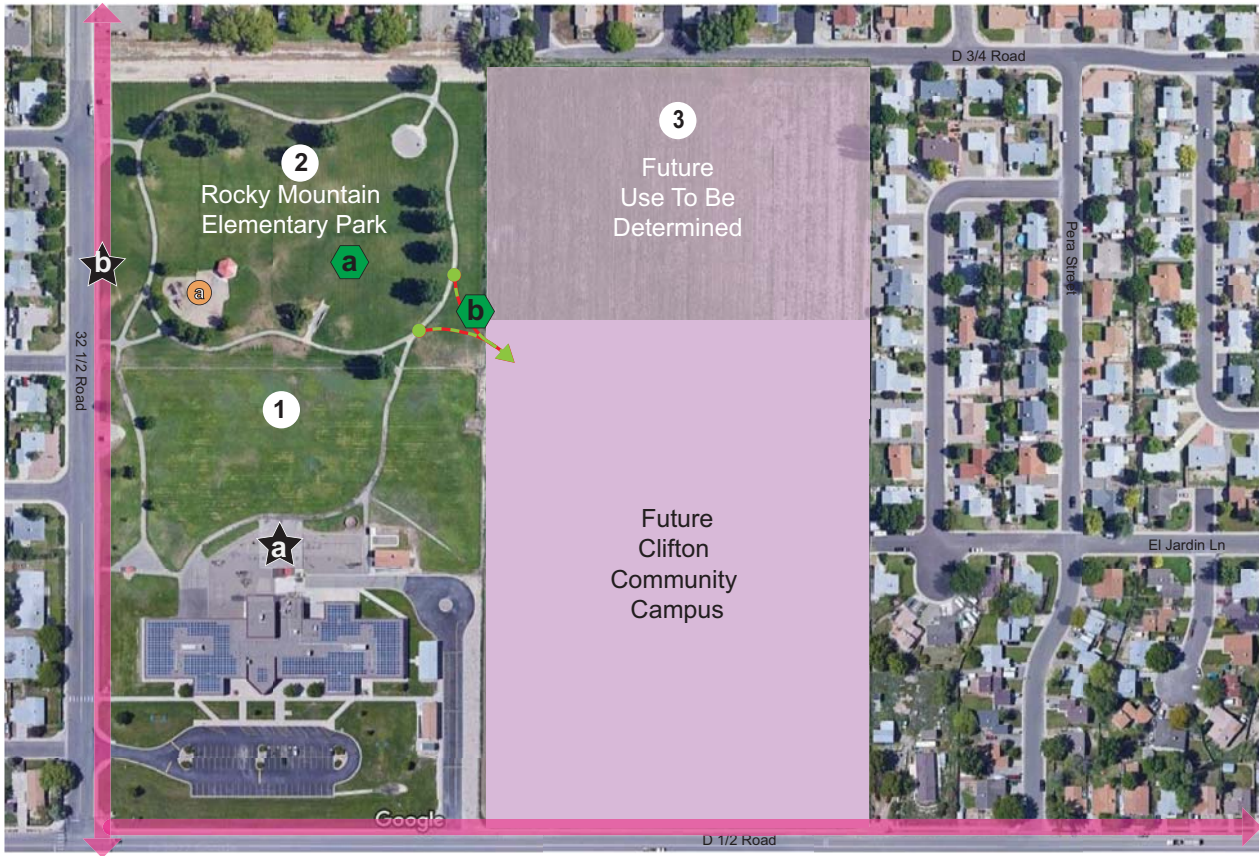 D 3/4 Road
3
Future
Use To Be
Determined
2
Rocky Mountain
Elementary Park
a
b
a
b
32 1/2 Road
Pera Street
1
Future
Clifton
Community
Campus
a
El Jardin Ln
Google
D 1/2 Road